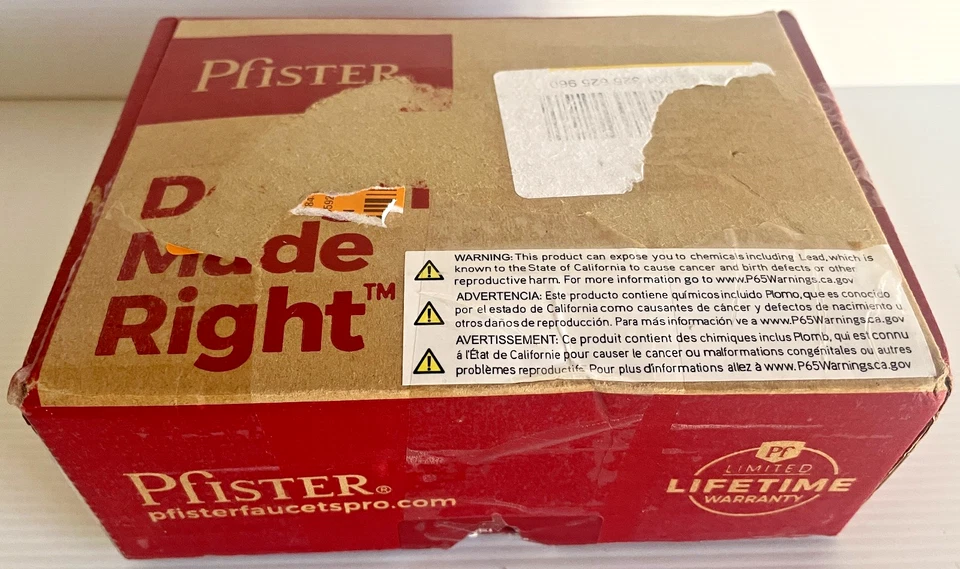 PfISTER
Made
Right™
WARNING: This product can expose you to chemicals including Lead, which is
known to the State of California to cause cancer and birth defects or other
reproductive harm. For more information go to www.P65Warnings.ca.gov
ADVERTENCIA: Este producto contiene químicos incluido Plomo, que es conocido
por el estado de California como causantes de cáncer y defectos de nacimiento u
otros daños de reproducción. Para más información ve a www.P65Warnings.ca.gov
AVERTISSEMENT: Ce produit contient des chimiques inclus Plomb, qui est connu
á l'État de Californie pour causer le cancer ou malformations congénitales ou autres
problèmes reproductifs. Pour plus d'informations allez à www.P65Warnings.ca.gov
PfISTER®
pfisterfaucetspro.com
Pf
LIMITED
LIFETIME
WARRANTY